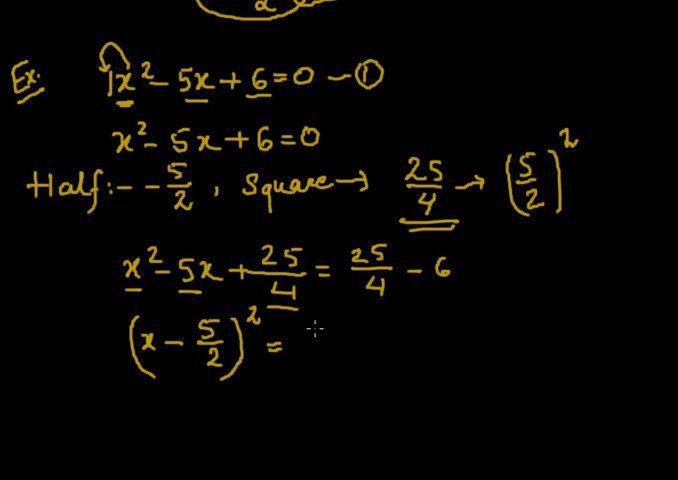 2
Ex: 1x² - 5x + 6 = 0 - ①
x² - 5x + 6 = 0
Half:- -5/2, Square → 25/4 → (5/2)²
x² - 5x + 25/4 = 25/4 - 6
(x - 5/2)² =